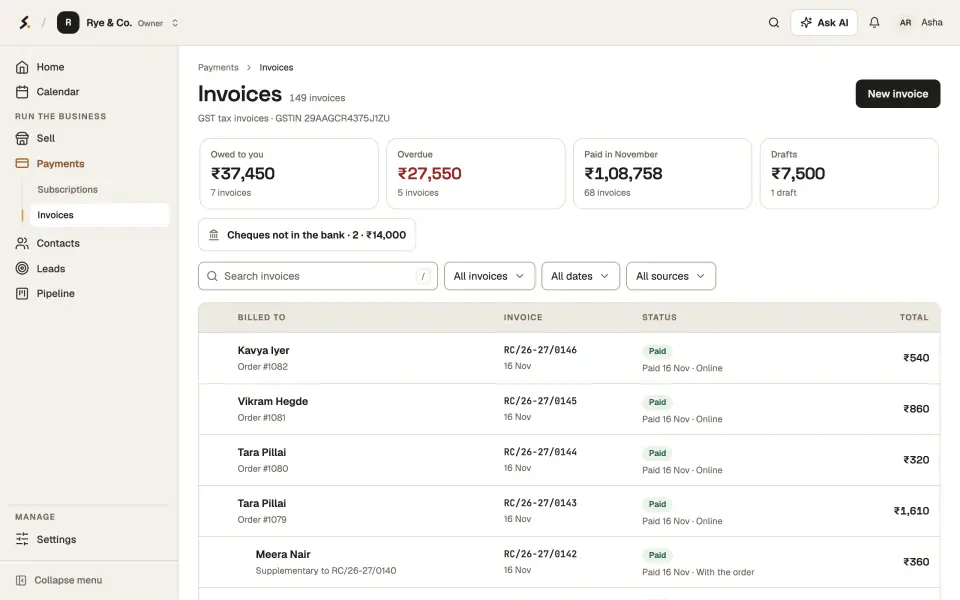 / R Rye & Co. Owner Ask AI AR Asha
Home
Calendar
RUN THE BUSINESS
Sell
Payments
Subscriptions
Invoices
Contacts
Leads
Pipeline
MANAGE
Settings
Collapse menu
Payments > Invoices
Invoices 149 invoices
New invoice
GST tax invoices · GSTIN 29AAGCR4375J1ZU
Owed to you
₹37,450
7 invoices
Overdue
₹27,550
5 invoices
Paid in November
₹1,08,758
68 invoices
Drafts
₹7,500
1 draft
Cheques not in the bank · 2 · ₹14,000
Search invoices / All invoices All dates All sources
BILLED TO INVOICE STATUS TOTAL
Kavya Iyer RC/26-27/0146 Paid ₹540
Order #1082 16 Nov Paid 16 Nov · Online
Vikram Hegde RC/26-27/0145 Paid ₹860
Order #1081 16 Nov Paid 16 Nov · Online
Tara Pillai RC/26-27/0144 Paid ₹320
Order #1080 16 Nov Paid 16 Nov · Online
Tara Pillai RC/26-27/0143 Paid ₹1,610
Order #1079 16 Nov Paid 16 Nov · Online
Meera Nair RC/26-27/0142 Paid ₹360
Supplementary to RC/26-27/0140 16 Nov Paid 16 Nov · With the order